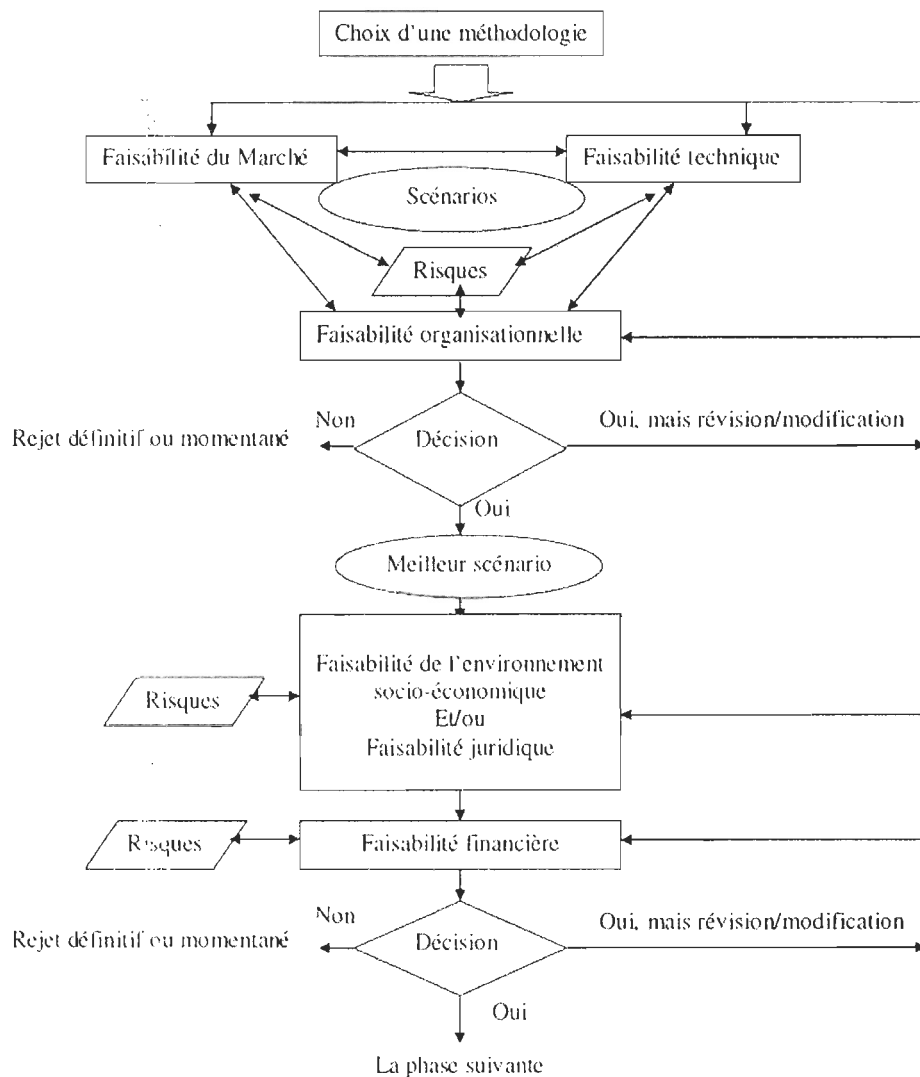 Choix d'une méthodologie
Faisabilité du Marché
Faisabilité technique
Scénarios
Risques
Faisabilité organisationnelle
Non
Oui, mais révision/modification
Rejet définitif ou momentané
Décision
Oui
Meilleur scénario
Faisabilité de l'environnement
socio-économique
Et/ou
Faisabilité juridique
Risques
Risques
Faisabilité financière
Non
Oui, mais révision/modification
Rejet définitif ou momentané
Décision
Oui
La phase suivante